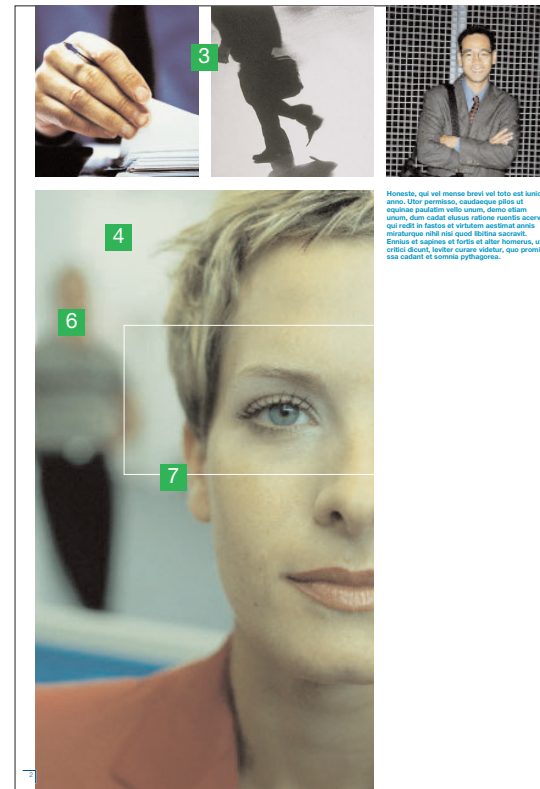 3
Honeste, qui vel mense brevi vel toto est iunic
anno. Utor permisso, caudaeque pilos ut
equinae paulatim vello unum, demo etiam
unum, dum cadat elusus ratione ruentis acerv
qui redit in fastos et virtutem aestimat annis
miraturque nihil nisi quod libitina sacravit.
Ennius et sapines et fortis et alter homerus, u
critici dicunt, leviter curare videtur, quo promi
ssa cadant et somnia pythagorea.
4
6
7
2